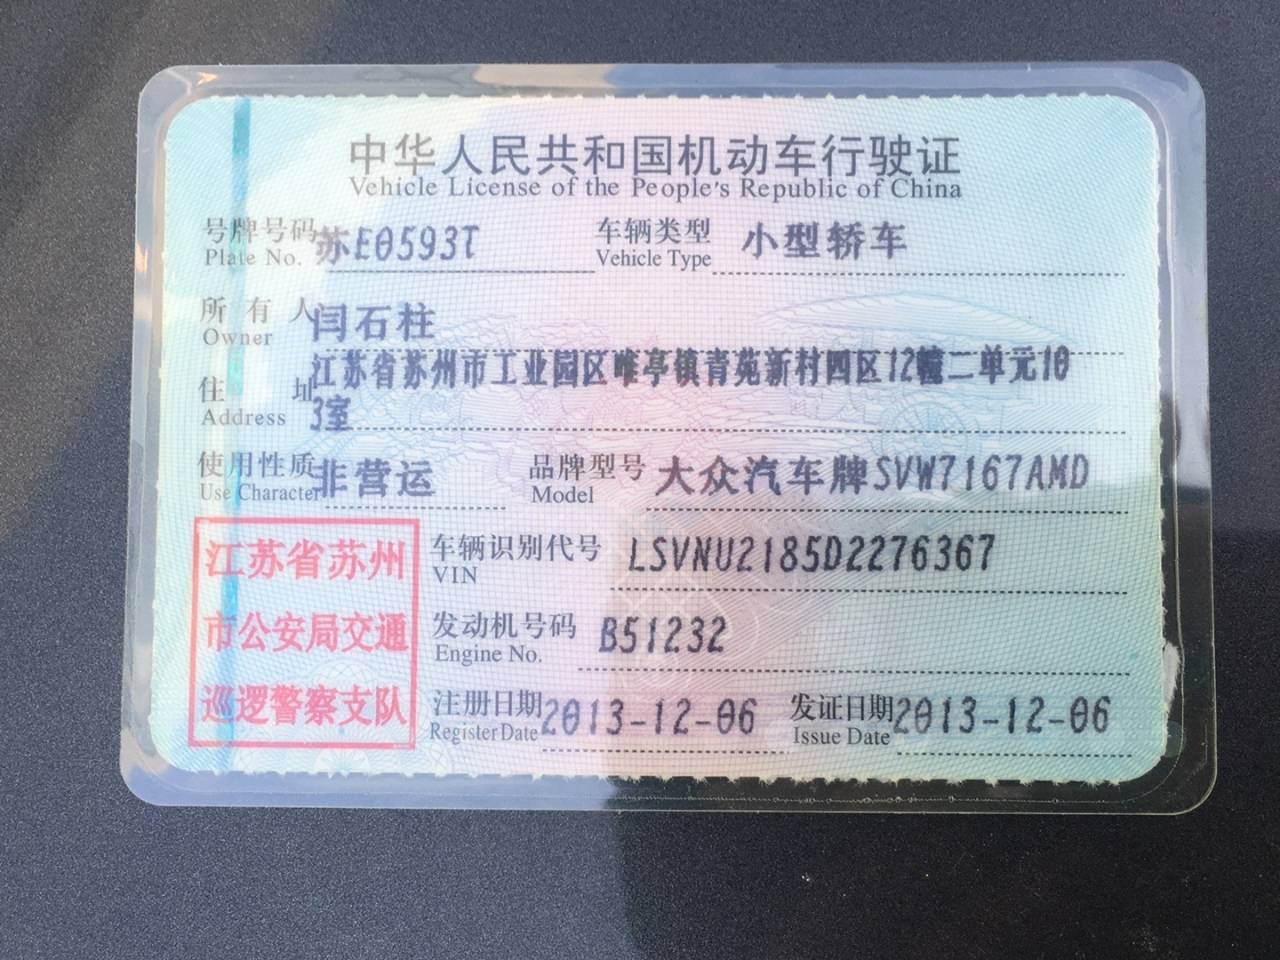 中华人民共和国机动车行驶证
Vehicle License of the People's Republic of China
号牌号码 苏E0593T 车辆类型 小型轿车
Plate No. Vehicle Type
所有人 闫石柱
Owner
住址 江苏省苏州市工业园区唯亭镇青苑新村四区12幢二单元10
Address 3室
使用性质 非营运 品牌型号 大众汽车牌SVW7167AMD
Use Character Model
江苏省苏州
市公安局交通
巡逻警察支队
车辆识别代号 LSVNU2185D2276367
VIN
发动机号码 B51232
Engine No.
注册日期 2013-12-06 发证日期 2013-12-06
Register Date Issue Date